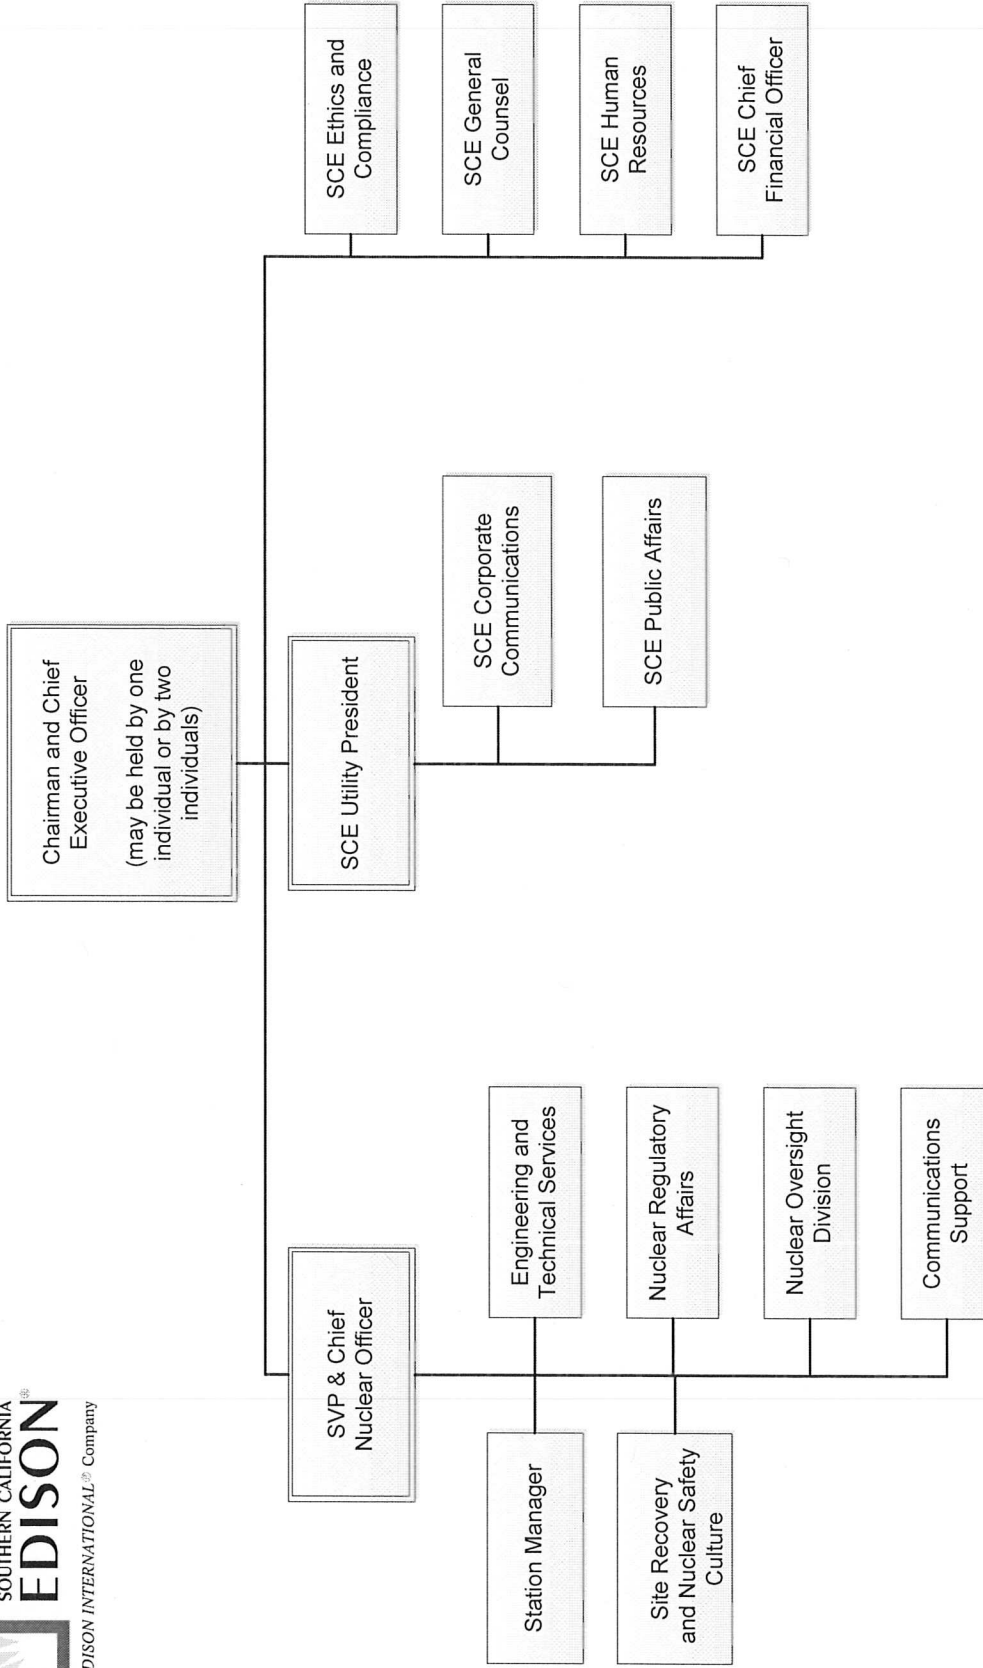 SOUTHERN CALIFORNIA
EDISON®
EDISON INTERNATIONAL® Company
Chairman and Chief
Executive Officer
(may be held by one
individual or by two
individuals)
SVP & Chief
Nuclear Officer
SCE Utility President
Station Manager
Site Recovery
and Nuclear Safety
Culture
Engineering and
Technical Services
Nuclear Regulatory
Affairs
Nuclear Oversight
Division
Communications
Support
SCE Corporate
Communications
SCE Public Affairs
SCE Ethics and
Compliance
SCE General
Counsel
SCE Human
Resources
SCE Chief
Financial Officer